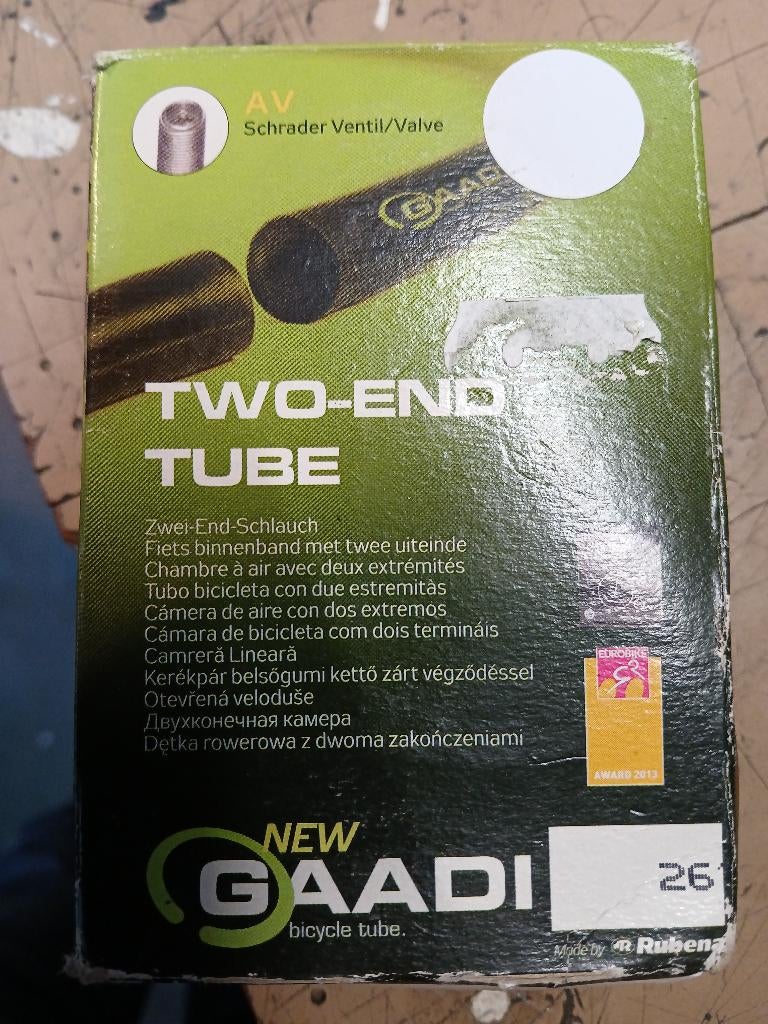 AV
Schrader Ventil/Valve
GAADI
TWO-END
TUBE
Zwei-End-Schlauch
Fiets binnenband met twee uiteinde
Chambre à air avec deux extrémités
Tubo bicicleta con due estremitàs
Cámera de aire con dos extremos
Cámara de bicicleta com dois termináis
Camreră Lineară
Kerékpár belsőgumi kettő zárt végződéssel
Otevřená veloduše
Двухконечная камера
Dętka rowerowa z dwoma zakończeniami
EUROBIKE
AWARD 2013
NEW
GAADI
bicycle tube.
26
Made by Rubena